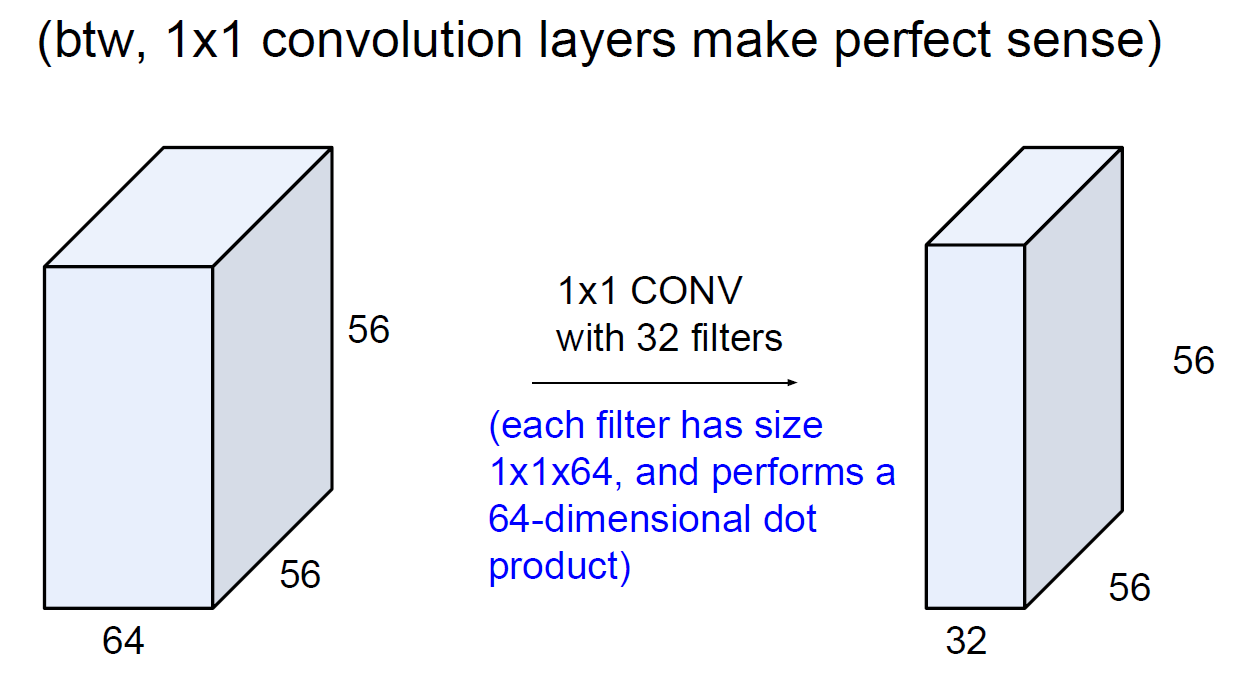 (btw, 1x1 convolution layers make perfect sense)
56
56
64
1x1 CONV
with 32 filters
(each filter has size
1x1x64, and performs a
64-dimensional dot
product)
56
56
32